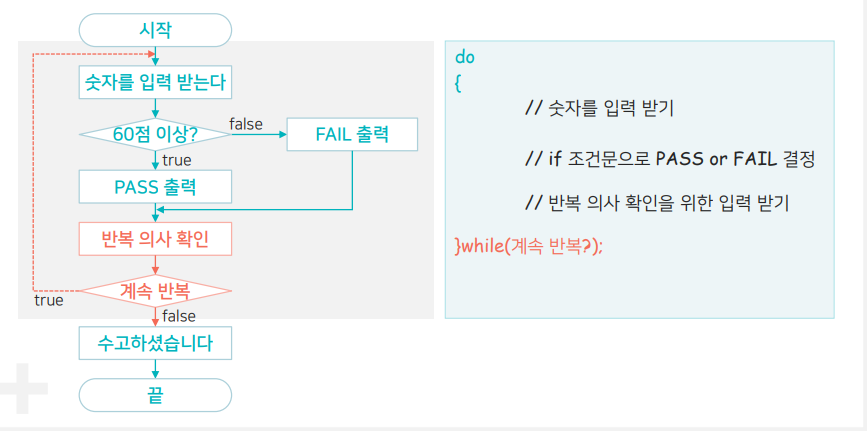 시작
숫자를 입력 받는다
60점 이상?
false
FAIL 출력
true
PASS 출력
반복 의사 확인
계속 반복
true
false
수고하셨습니다
끝
do
{
// 숫자를 입력 받기
// if 조건문으로 PASS or FAIL 결정
// 반복 의사 확인을 위한 입력 받기
}while(계속 반복?);